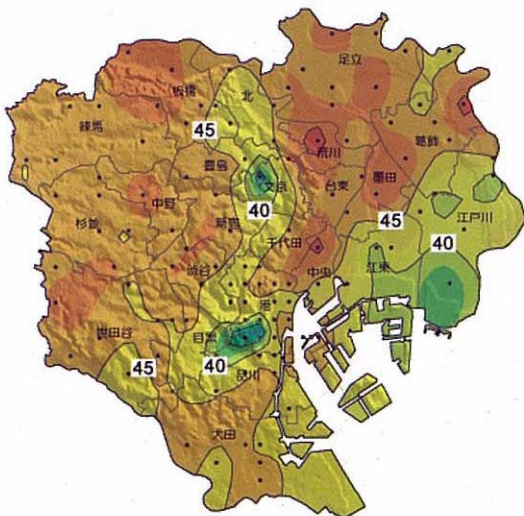 足立
板橋
北
練馬
45
荒川
葛飾
豊島
文京
台東
墨田
中野
杉並
新宿
40
45
江戸川
千代田
40
渋谷
中央
江東
港
世田谷
目黒
45
40
品川
大田